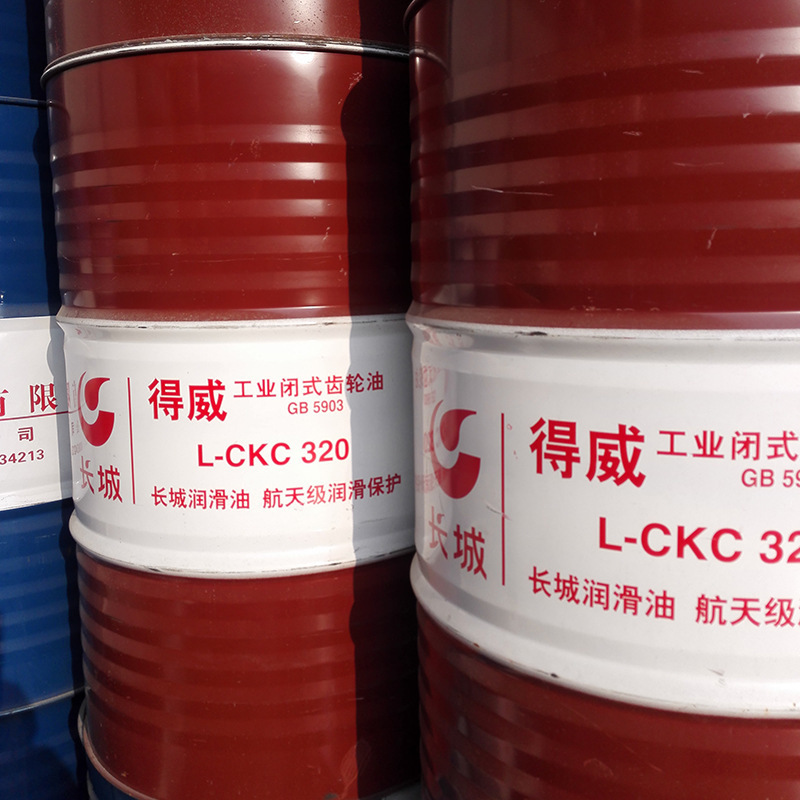 有限
司
34213
长城
得威 工业闭式齿轮油
GB 5903
L-CKC 320
长城润滑油 航天级润滑保护
长城
得威 工业闭式
GB 59
L-CKC 32
长城润滑油 航天级